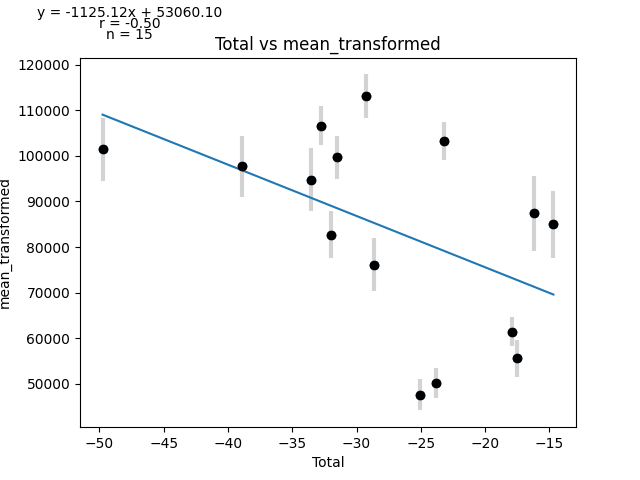 y = -1125.12x + 53060.10
r = -0.50
n = 15
Total vs mean_transformed
120000
110000
100000
90000
80000
70000
60000
50000
mean_transformed
−50
−45
−40
−35
−30
−25
−20
−15
Total